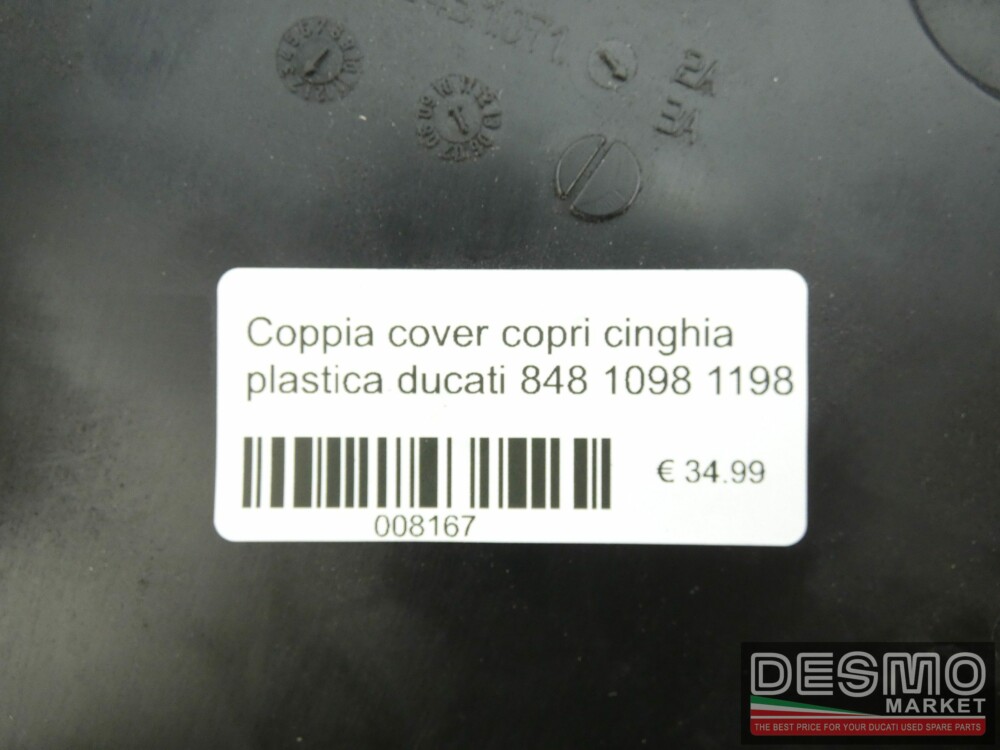 Coppia cover copri cinghia
plastica ducati 848 1098 1198
€ 34.99
008167
DESMO
MARKET
THE BEST PRICE FOR YOUR DUCATI USED SPARE PARTS